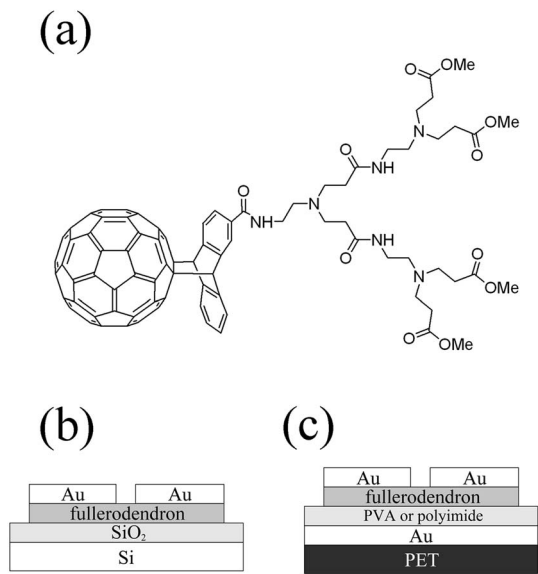 (a)
O OMe
N OMe
O O
NH
O
N
NH
NH
O O
N
OMe
O OMe
(b)
Au Au
fullerodendron
SiO₂
Si
(c)
Au Au
fullerodendron
PVA or polyimide
Au
PET